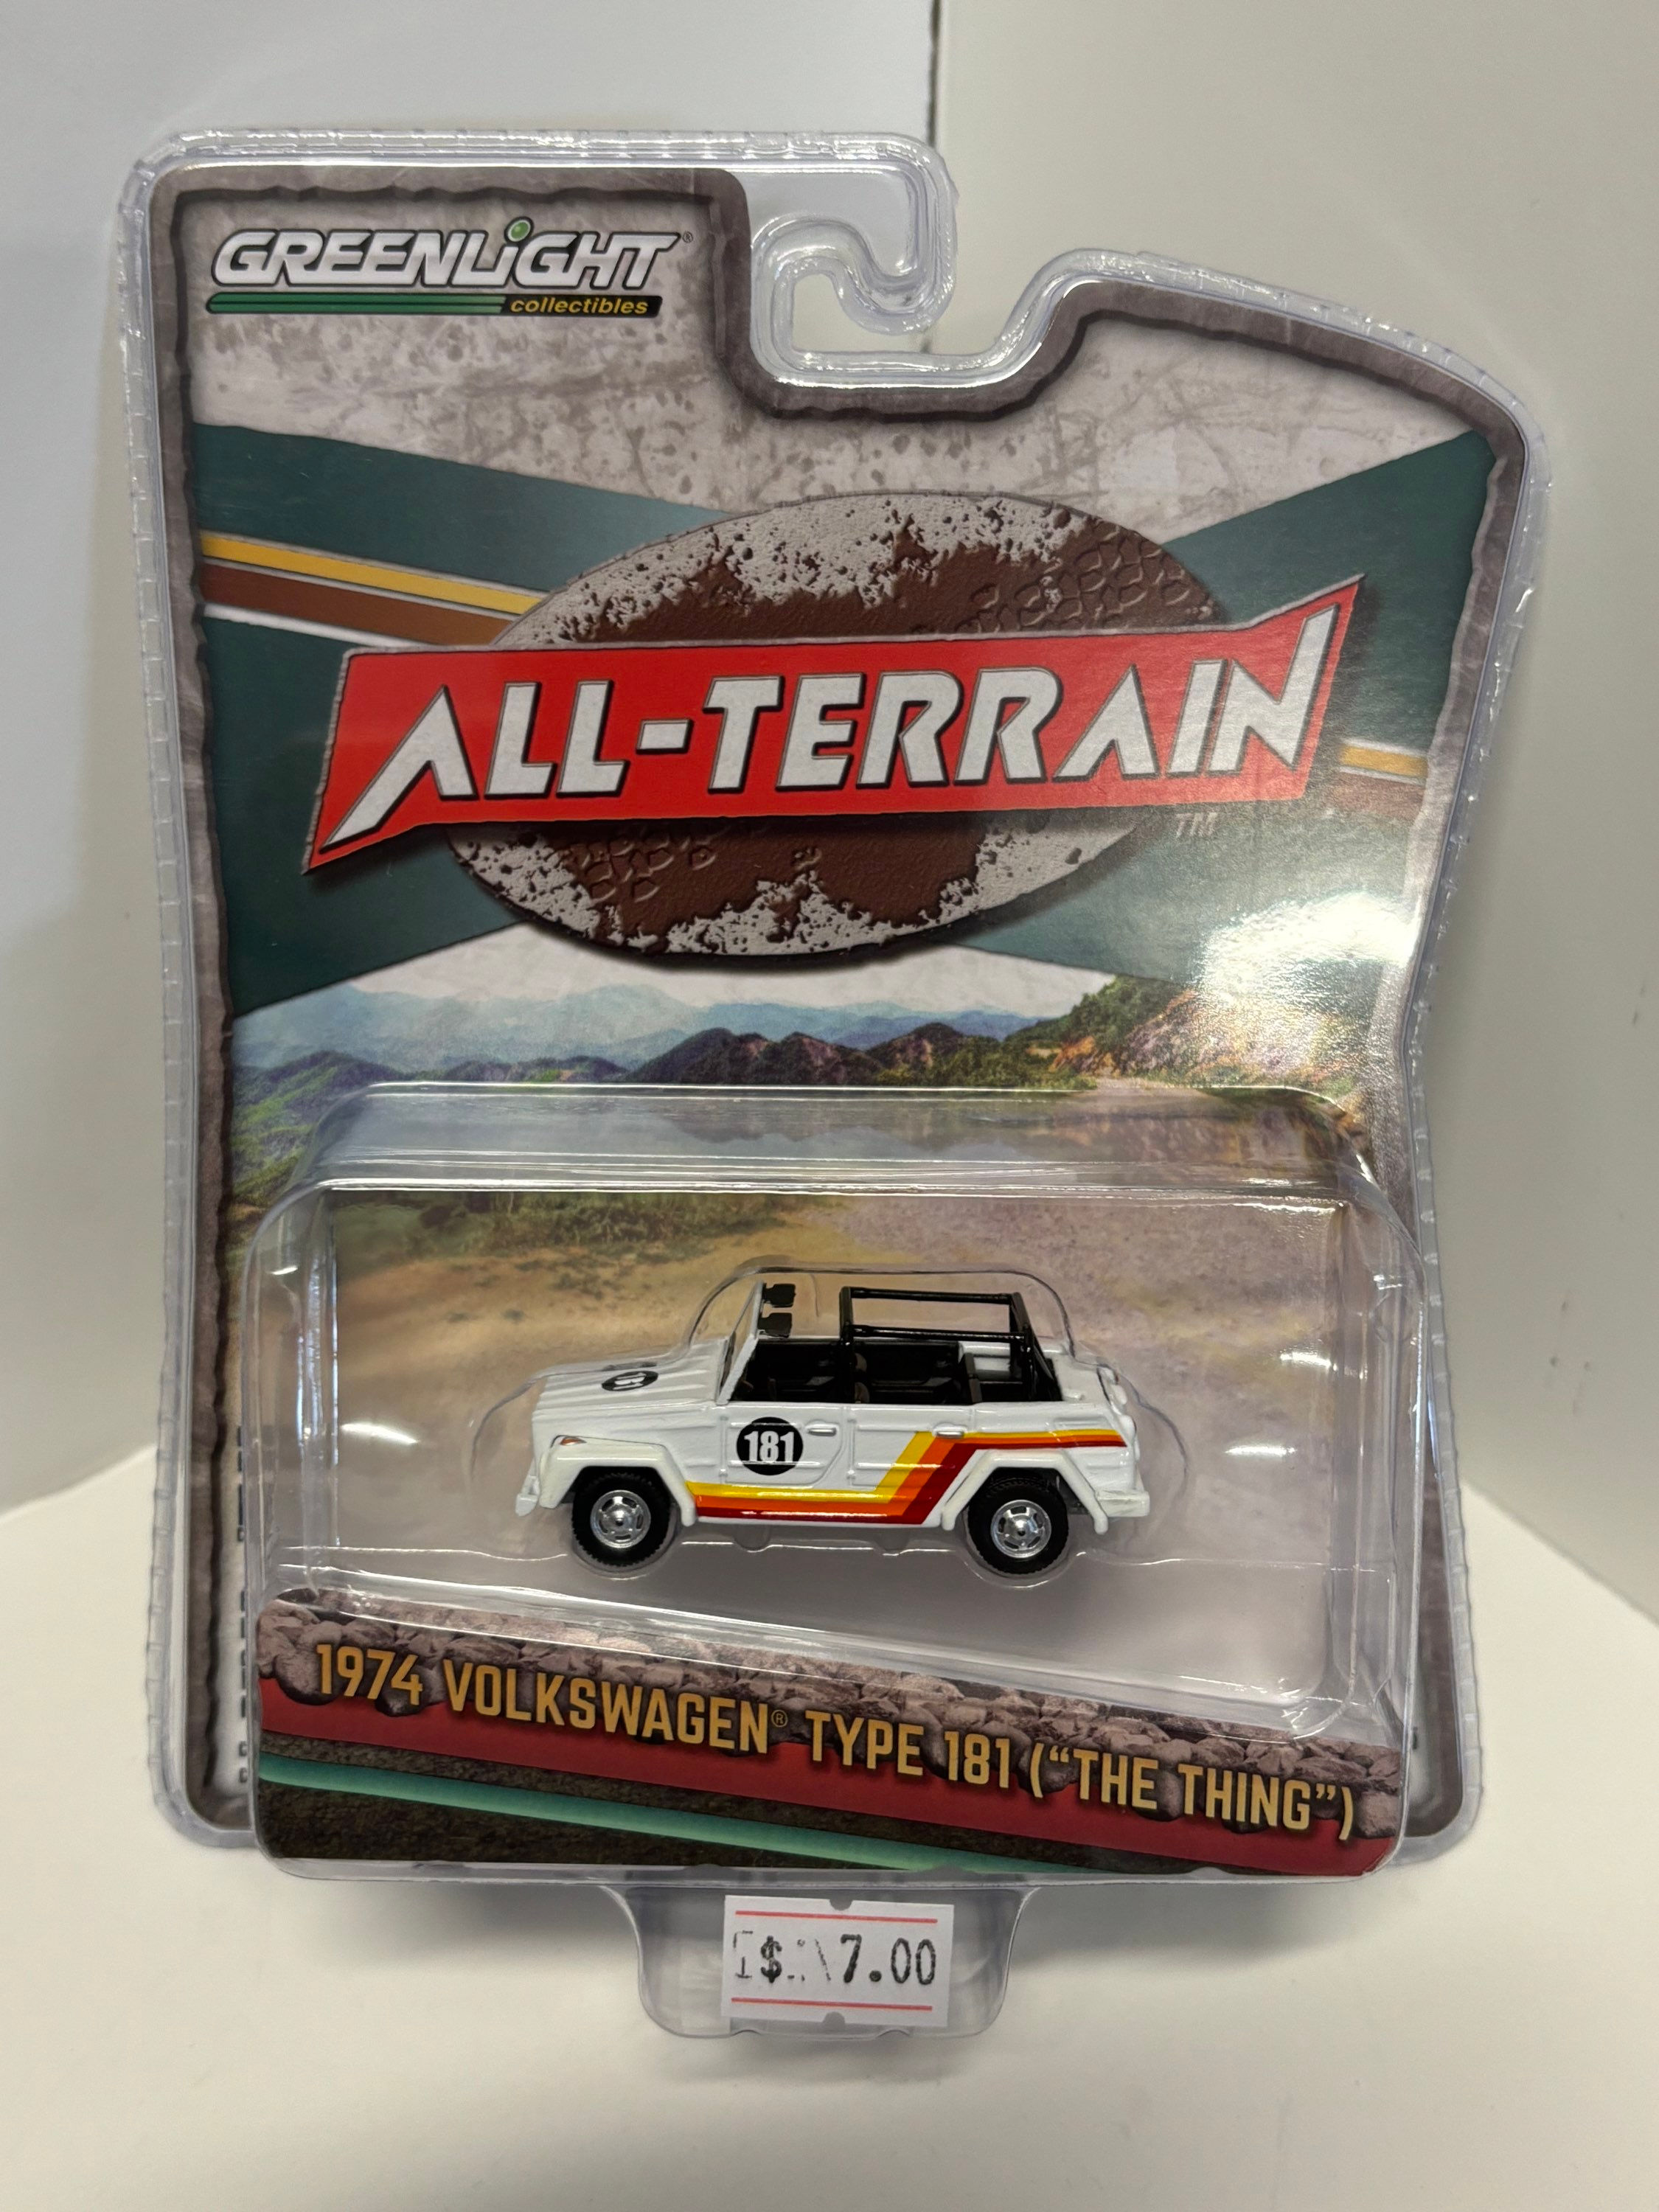 GREENLiGHT®
collectibles
ALL-TERRAIN
TM
181
181
1974 VOLKSWAGEN® TYPE 181 ("THE THING")
$ 7.00